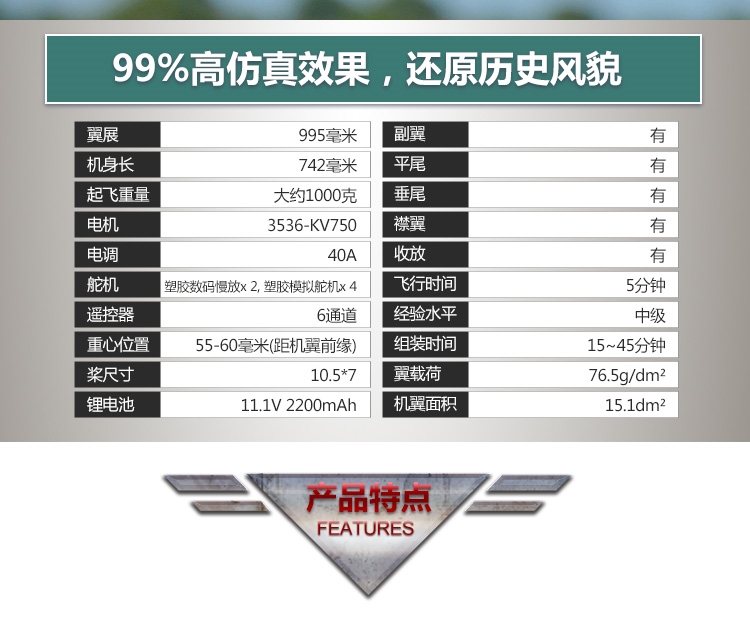 99%高仿真效果，还原历史风貌
翼展 995毫米
机身长 742毫米
起飞重量 大约1000克
电机 3536-KV750
电调 40A
舵机 塑胶数码慢放x 2, 塑胶模拟舵机x 4
遥控器 6通道
重心位置 55-60毫米(距机翼前缘)
桨尺寸 10.5*7
锂电池 11.1V 2200mAh
副翼 有
平尾 有
垂尾 有
襟翼 有
收放 有
飞行时间 5分钟
经验水平 中级
组装时间 15~45分钟
翼载荷 76.5g/dm²
机翼面积 15.1dm²
产品特点
FEATURES